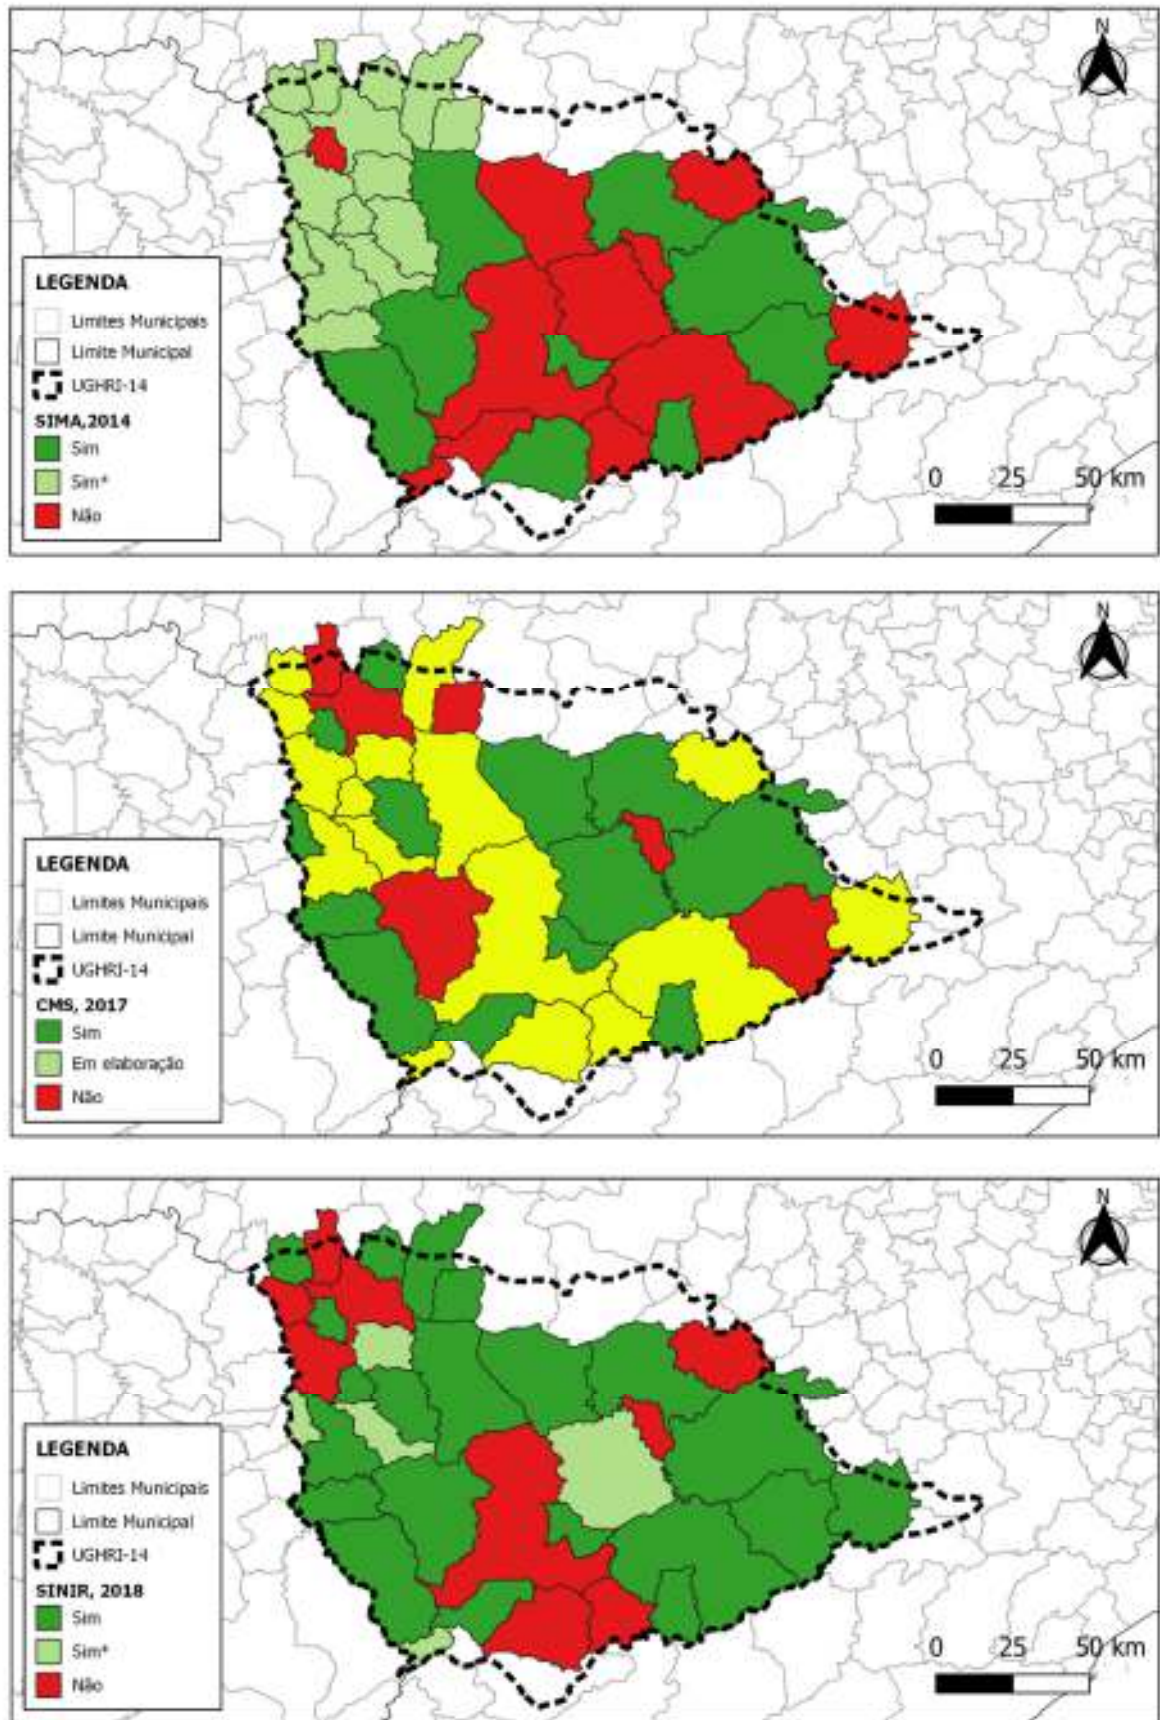 N
LEGENDA
Limites Municipais
Limite Municipal
UGHRI-14
SIMA,2014
Sim
Sim*
Não
0 25 50 km
N
LEGENDA
Limites Municipais
Limite Municipal
UGHRI-14
CMS, 2017
Sim
Em elaboração
Não
0 25 50 km
N
LEGENDA
Limites Municipais
Limite Municipal
UGHRI-14
SINIR, 2018
Sim
Sim*
Não
0 25 50 km